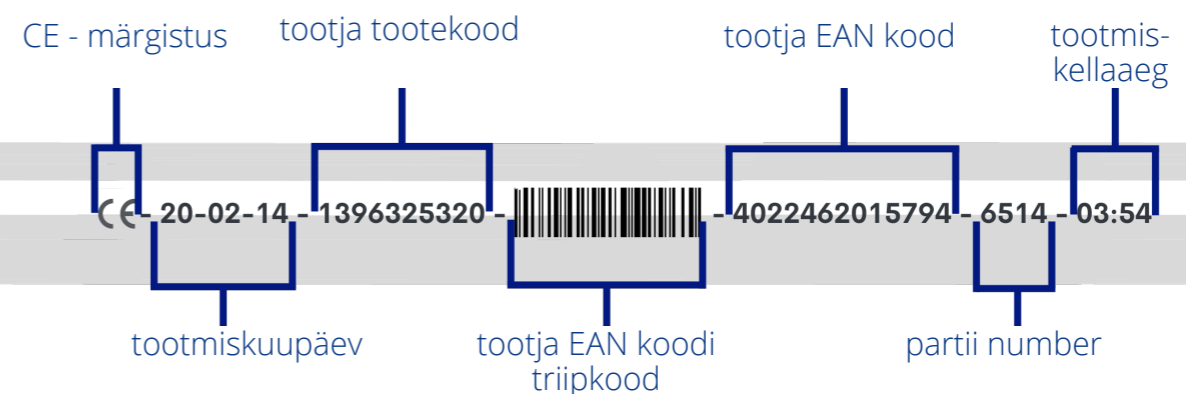 CE - märgistus
tootja tootekood
tootja EAN kood
tootmis-
kellaaeg
CE - 20-02-14 - 1396325320 - - 4022462015794 - 6514 - 03:54
tootmiskuupäev
tootja EAN koodi
triipkood
partii number